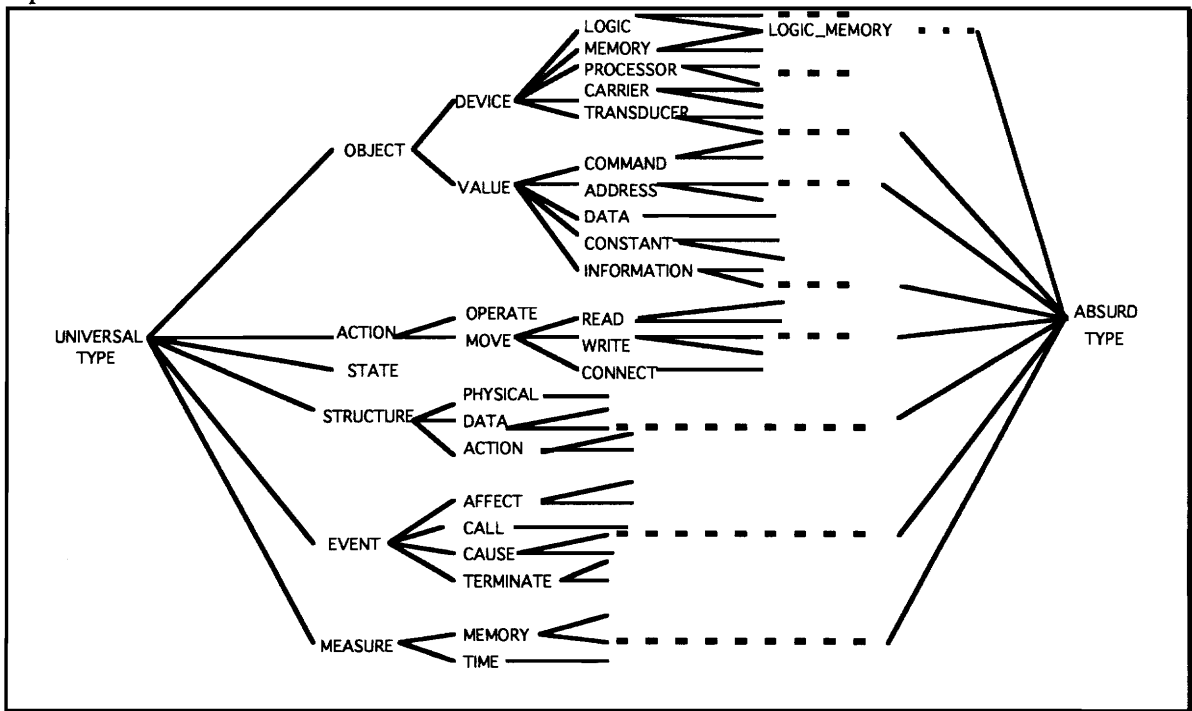 LOGIC
LOGIC_MEMORY
MEMORY
PROCESSOR
CARRIER
DEVICE
TRANSDUCER
OBJECT
COMMAND
VALUE
ADDRESS
DATA
CONSTANT
INFORMATION
OPERATE
READ
ABSURD
TYPE
UNIVERSAL
TYPE
ACTION
MOVE
WRITE
STATE
CONNECT
PHYSICAL
STRUCTURE
DATA
ACTION
AFFECT
CALL
EVENT
CAUSE
TERMINATE
MEMORY
MEASURE
TIME